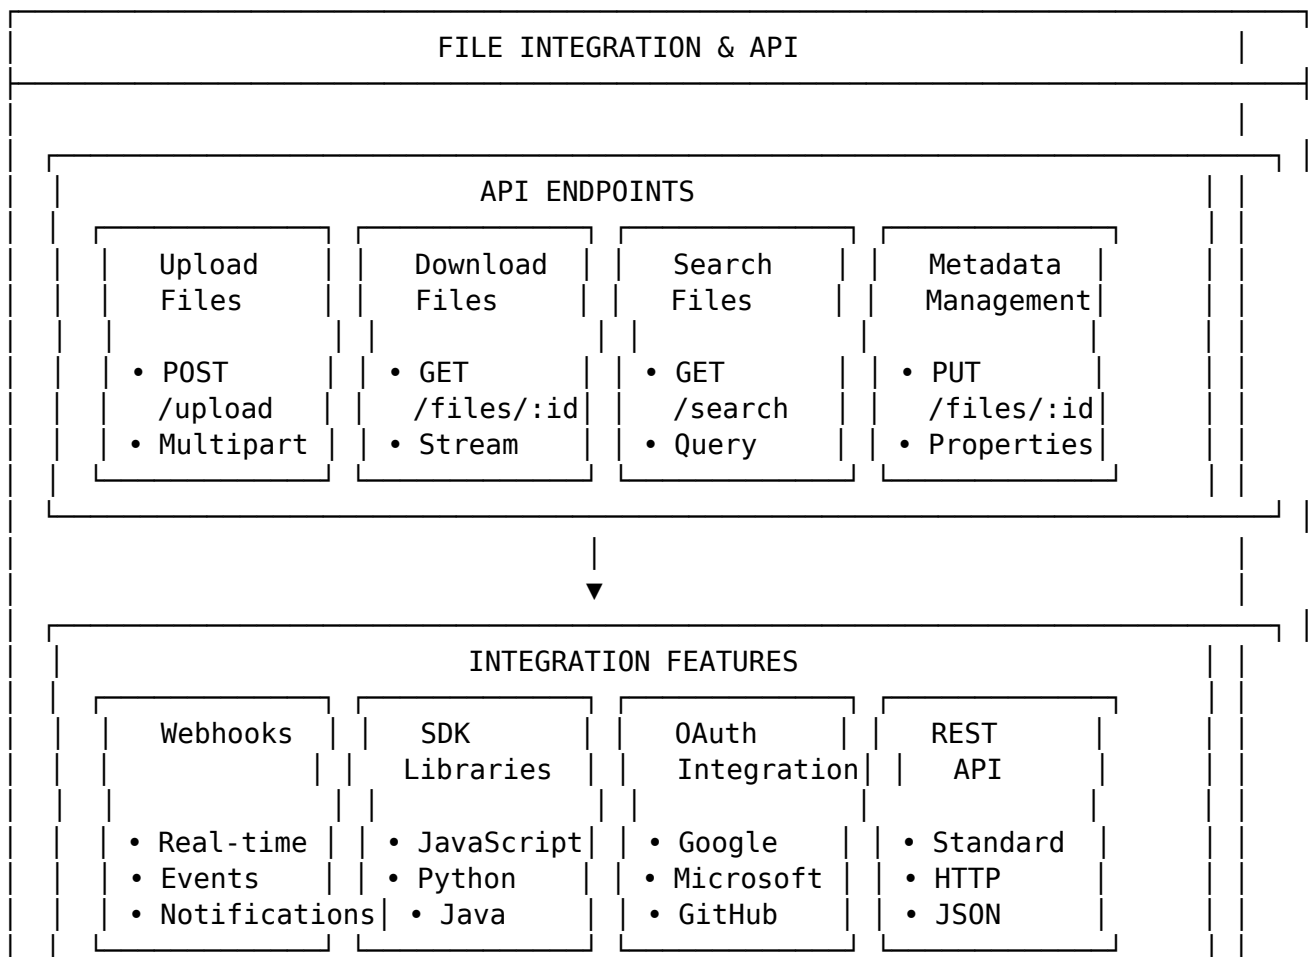 FILE INTEGRATION & API
API ENDPOINTS
Upload Download Search Metadata
Files Files Files Management
• POST • GET • GET • PUT
/upload /files/:id /search /files/:id
• Multipart • Stream • Query • Properties
▼
INTEGRATION FEATURES
Webhooks SDK OAuth REST
Libraries Integration API
• Real-time • JavaScript • Google • Standard
• Events • Python • Microsoft • HTTP
• Notifications • Java • GitHub • JSON